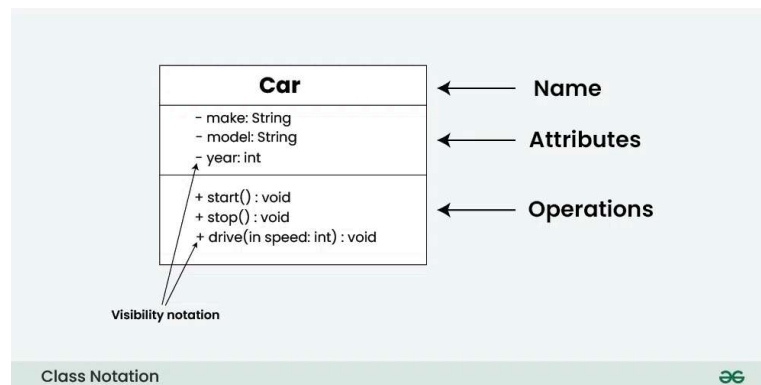 Car
Name
- make: String
- model: String
- year: int
Attributes
+ start() : void
+ stop() : void
+ drive(in speed: int) : void
Operations
Visibility notation
Class Notation